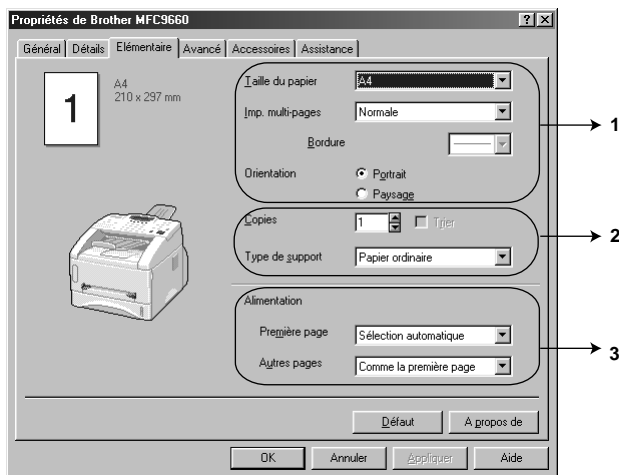 Propriétés de Brother MFC9660
Général Détails Elémentaire Avancé Accessoires Assistance
1
A4
210 x 297 mm
Taille du papier A4
Imp. multi-pages Normale
Bordure
Orientation Portrait
Paysage
1
Copies 1 Trier
Type de support Papier ordinaire
2
Alimentation
Première page Sélection automatique
Autres pages Comme la première page
3
Défaut A propos de
OK Annuler Appliquer Aide